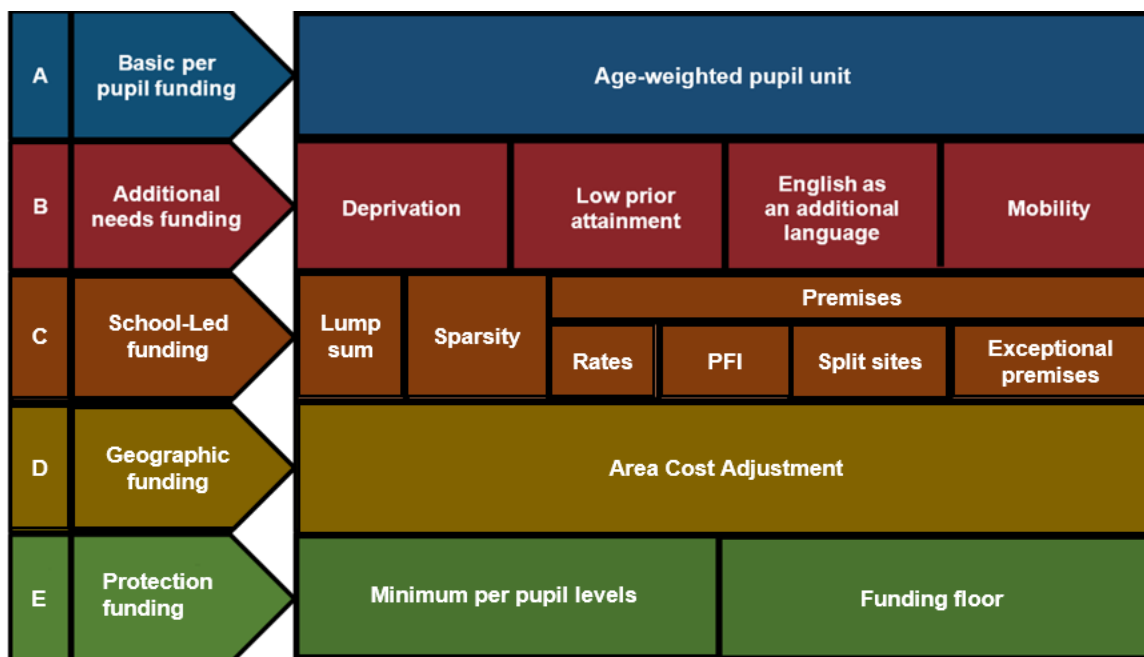 A
Basic per
pupil funding
Age-weighted pupil unit
B
Additional
needs funding
Deprivation
Low prior
attainment
English as
an additional
language
Mobility
C
School-Led
funding
Lump
sum
Sparsity
Premises
Rates
PFI
Split sites
Exceptional
premises
D
Geographic
funding
Area Cost Adjustment
E
Protection
funding
Minimum per pupil levels
Funding floor